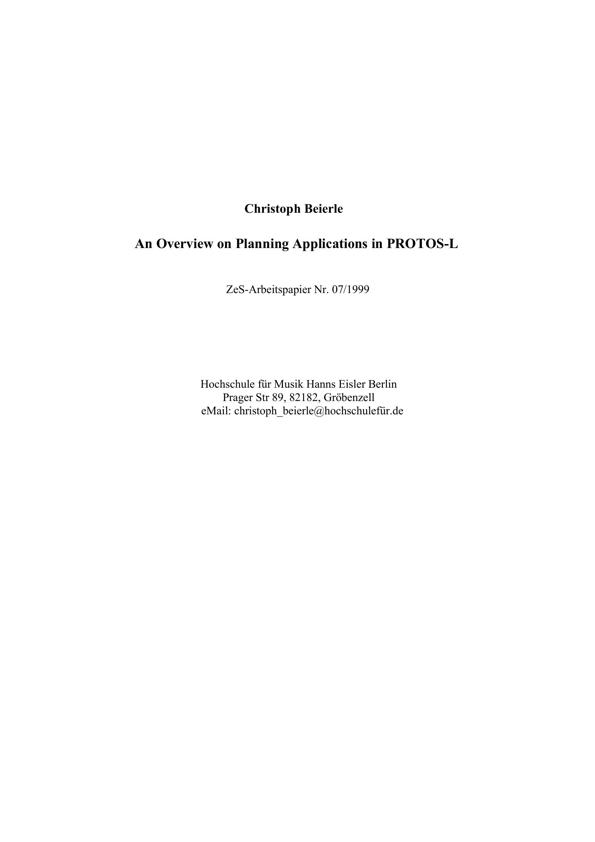 Christoph Beierle
An Overview on Planning Applications in PROTOS-L
ZeS-Arbeitspapier Nr. 07/1999
Hochschule für Musik Hanns Eisler Berlin
Prager Str 89, 82182, Gröbenzell
eMail: christoph_beierle@hochschulefür.de